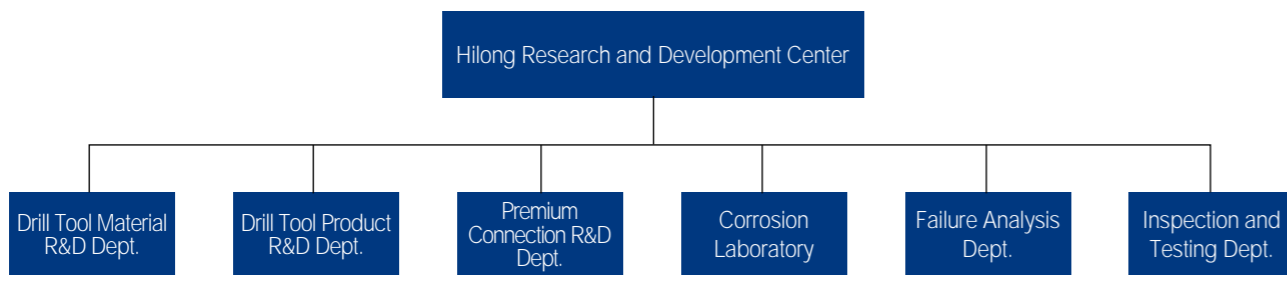 Hilong Research and Development Center
Drill Tool Material
R&D Dept.
Drill Tool Product
R&D Dept.
Premium
Connection R&D
Dept.
Corrosion
Laboratory
Failure Analysis
Dept.
Inspection and
Testing Dept.